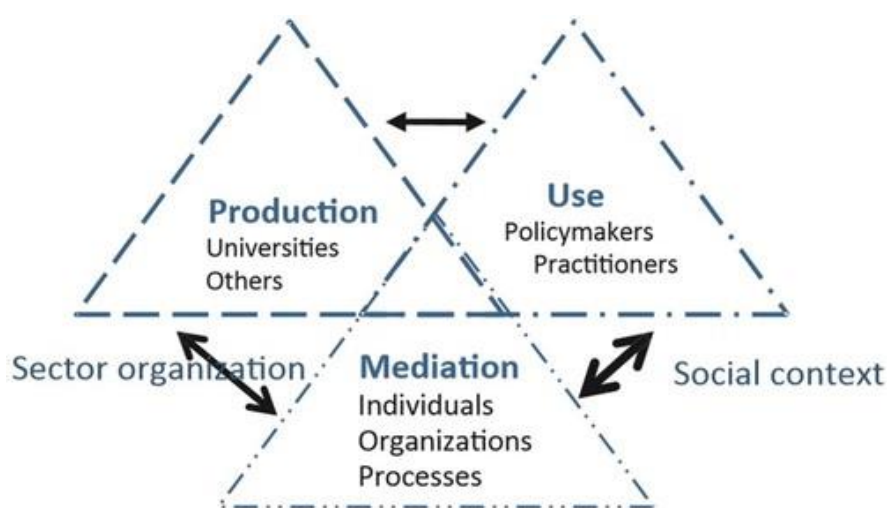 Production
Universities
Others
Use
Policymakers
Practitioners
Sector organization
Mediation
Individuals
Organizations
Processes
Social context